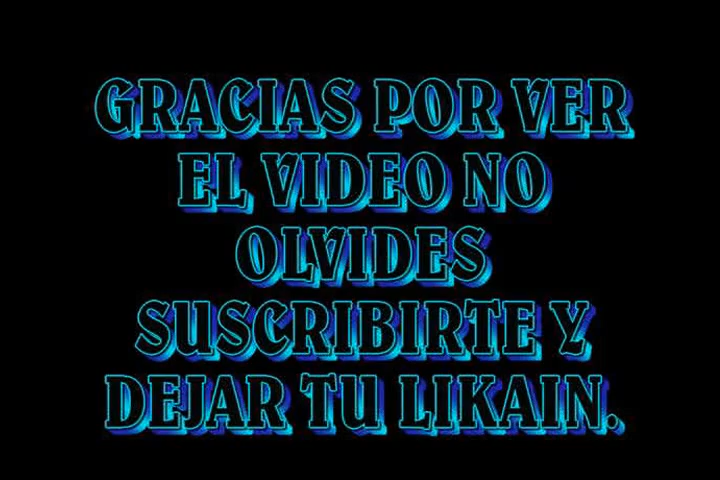 GRACIAS POR VER
EL VIDEO NO
OLVIDES
SUSCRIBIRTE Y
DEJAR TU LIKAIN.